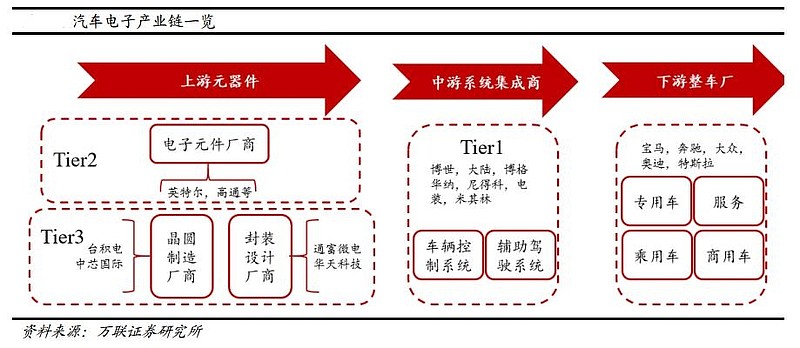 汽车电子产业链一览
上游元器件
中游系统集成商
下游整车厂
Tier2
电子元件厂商
英特尔，高通等
Tier3
台积电
中芯国际
晶圆
制造
厂商
封装
设计
厂商
通富微电
华天科技
Tier1
博世，大陆，博格
华纳，尼得科，电
装，米其林
车辆控
制系统
辅助驾
驶系统
宝马，奔驰，大众，
奥迪，特斯拉
专用车
服务
乘用车
商用车
资料来源：万联证券研究所